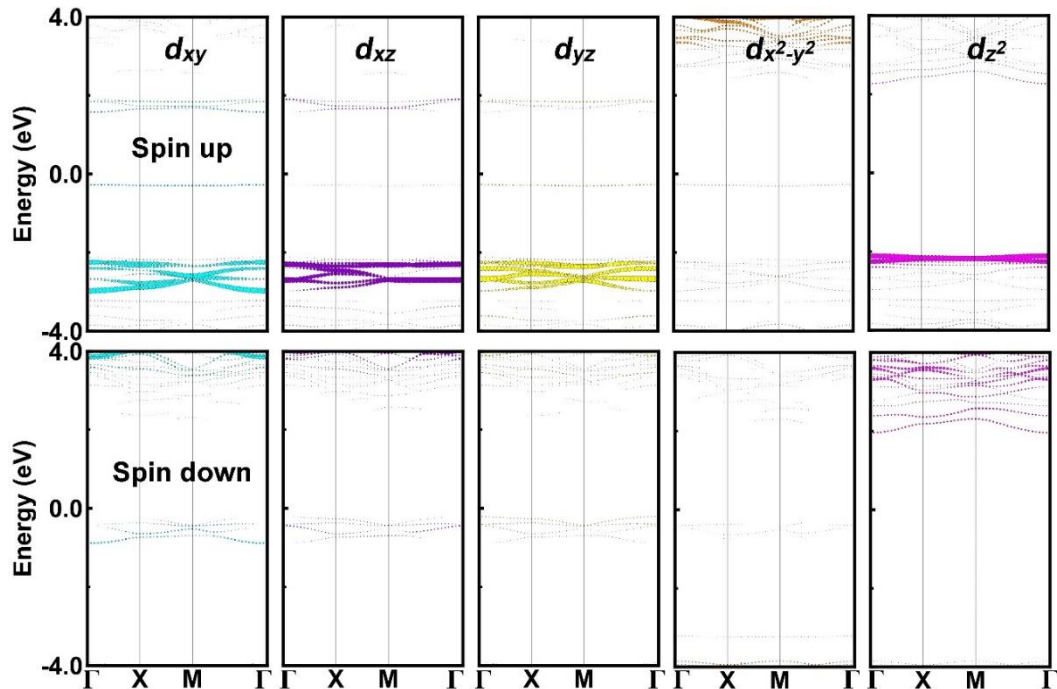 4.0
d_xy d_xz d_yz d_x²-y² d_z²
Spin up
Energy (eV)
0.0
-4.0
4.0
Energy (eV)
Spin down
0.0
-4.0
Γ X M Γ X M Γ X M Γ X M Γ X M Γ